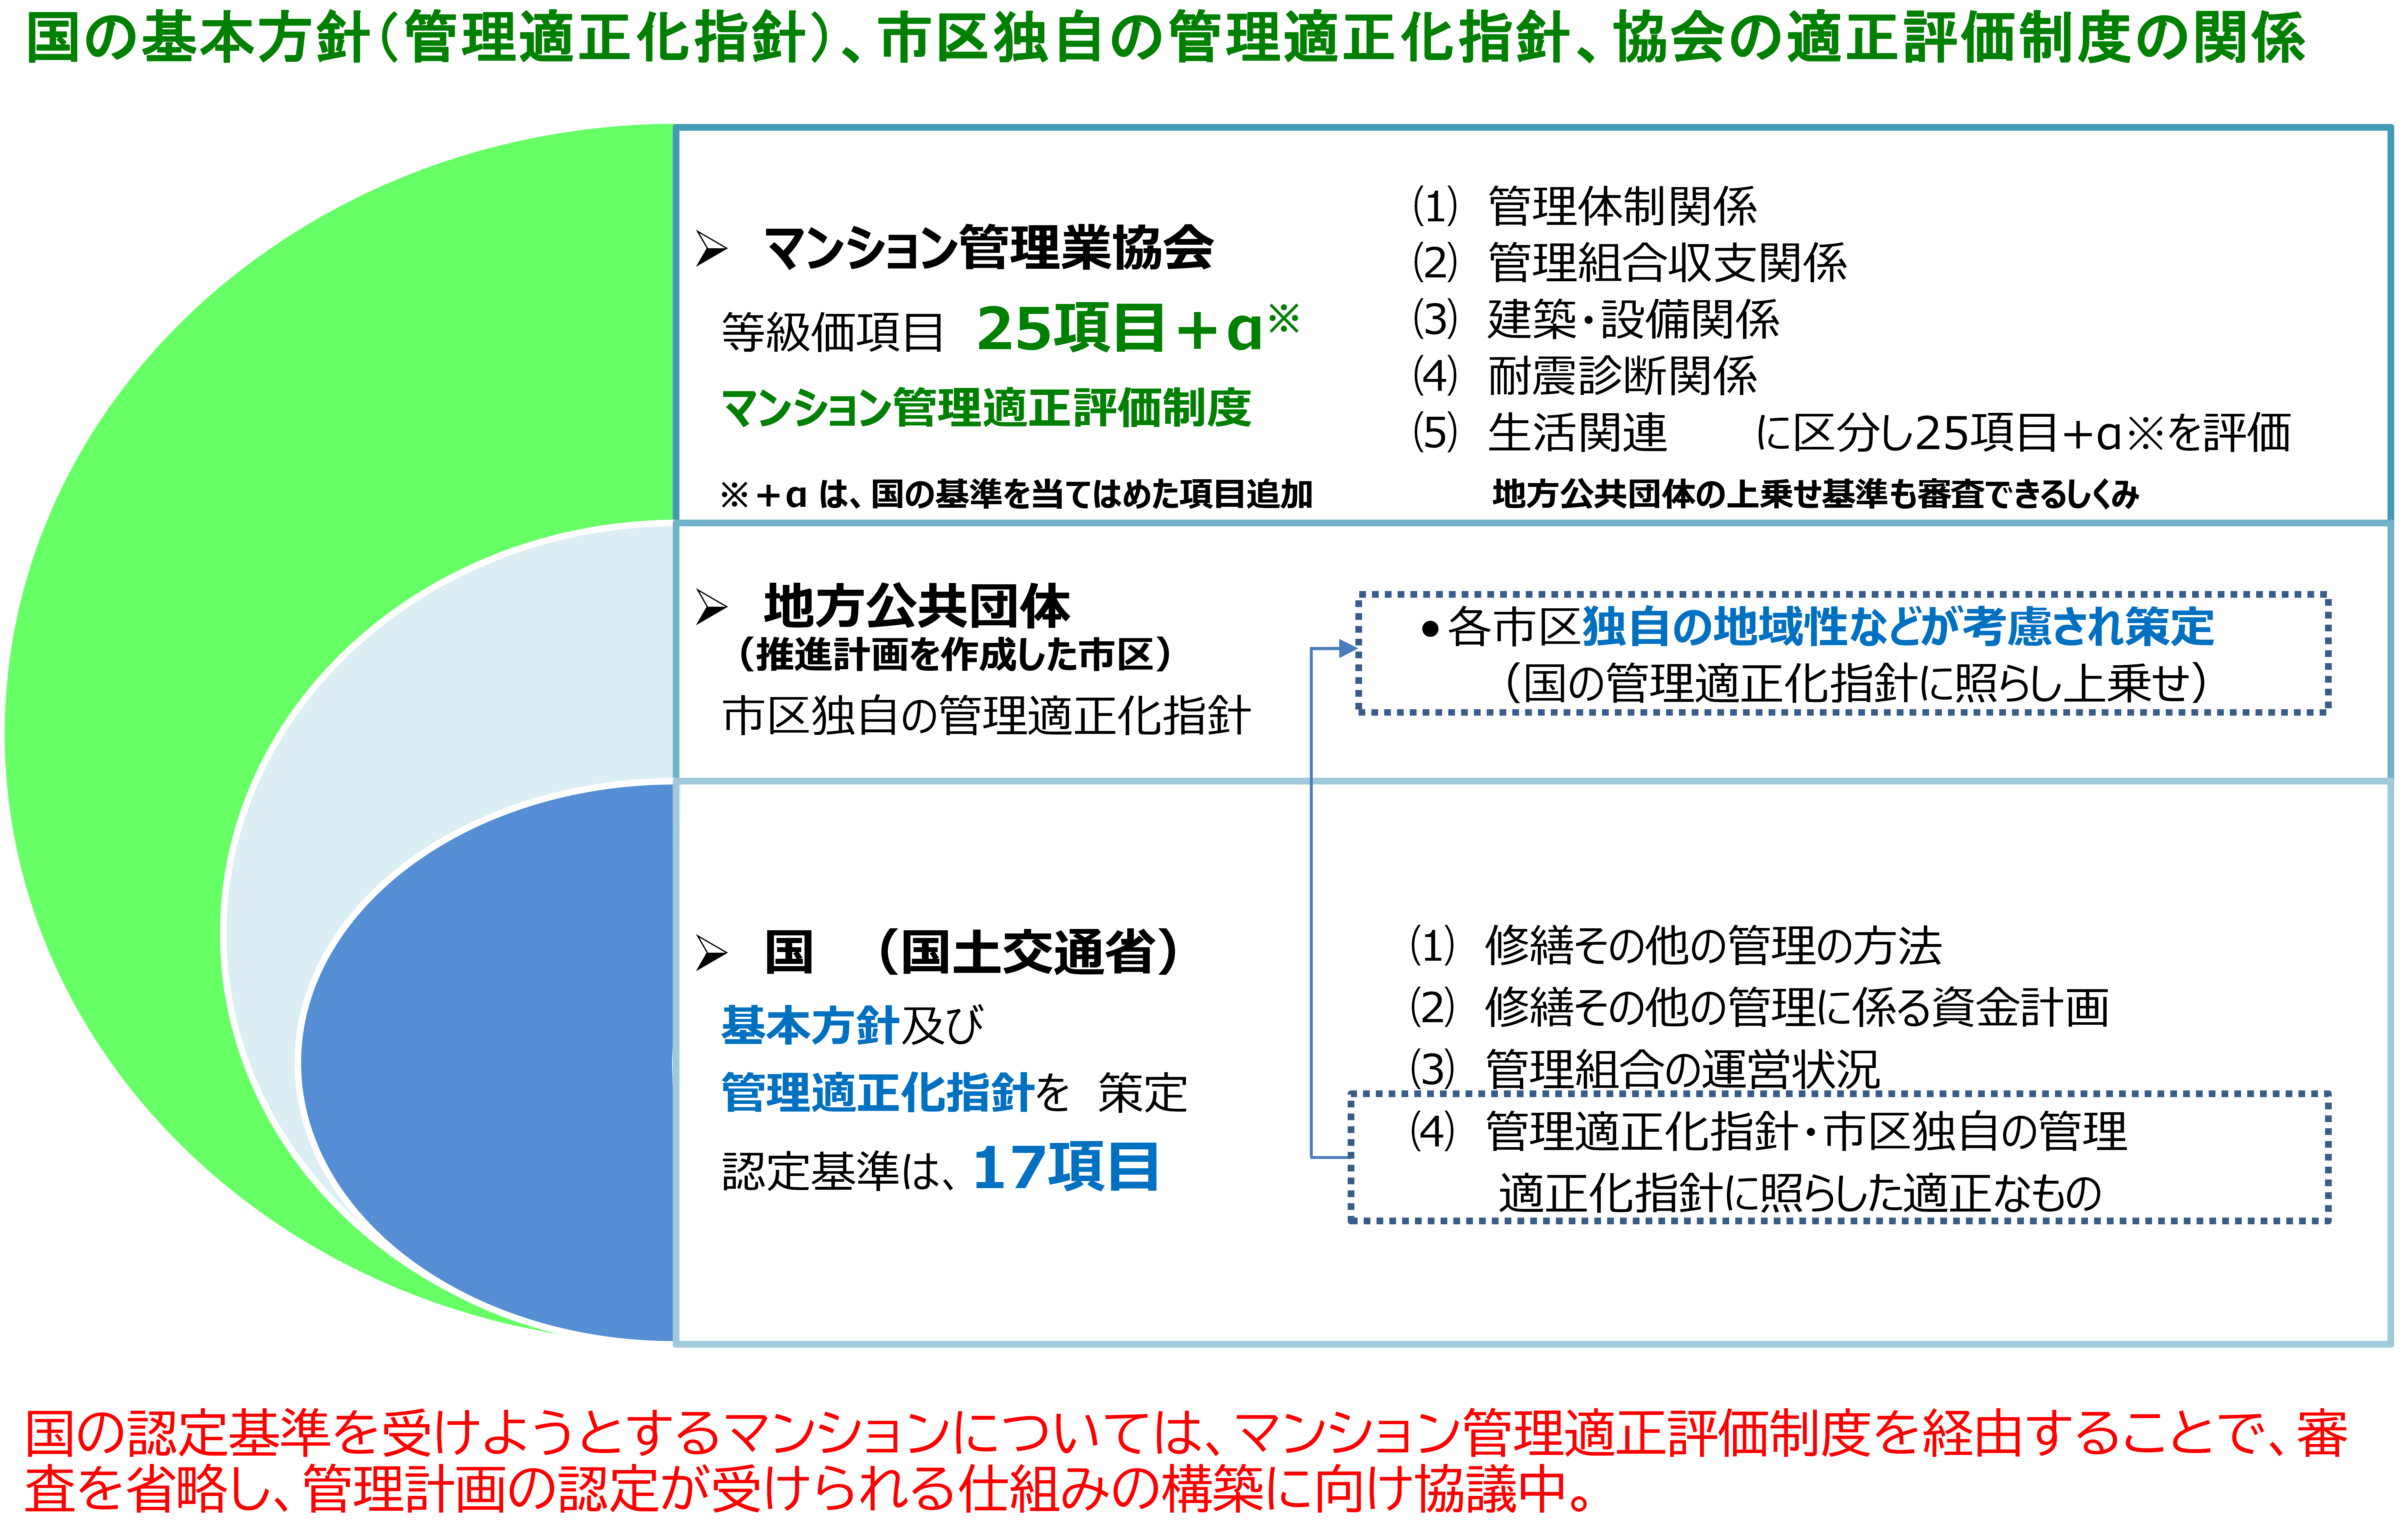 国の基本方針（管理適正化指針）、市区独自の管理適正化指針、協会の適正評価制度の関係
➢ マンション管理業協会
等級価項目 25項目＋α※
マンション管理適正評価制度
※＋α は、国の基準を当てはめた項目追加
⑴ 管理体制関係
⑵ 管理組合収支関係
⑶ 建築・設備関係
⑷ 耐震診断関係
⑸ 生活関連 に区分し25項目+α※を評価
地方公共団体の上乗せ基準も審査できるしくみ
➢ 地方公共団体
（推進計画を作成した市区）
市区独自の管理適正化指針
•各市区独自の地域性などが考慮され策定
（国の管理適正化指針に照らし上乗せ）
➢ 国 （国土交通省）
基本方針及び
管理適正化指針を 策定
認定基準は、17項目
⑴ 修繕その他の管理の方法
⑵ 修繕その他の管理に係る資金計画
⑶ 管理組合の運営状況
⑷ 管理適正化指針・市区独自の管理
適正化指針に照らした適正なもの
国の認定基準を受けようとするマンションについては、マンション管理適正評価制度を経由することで、審
査を省略し、管理計画の認定が受けられる仕組みの構築に向け協議中。